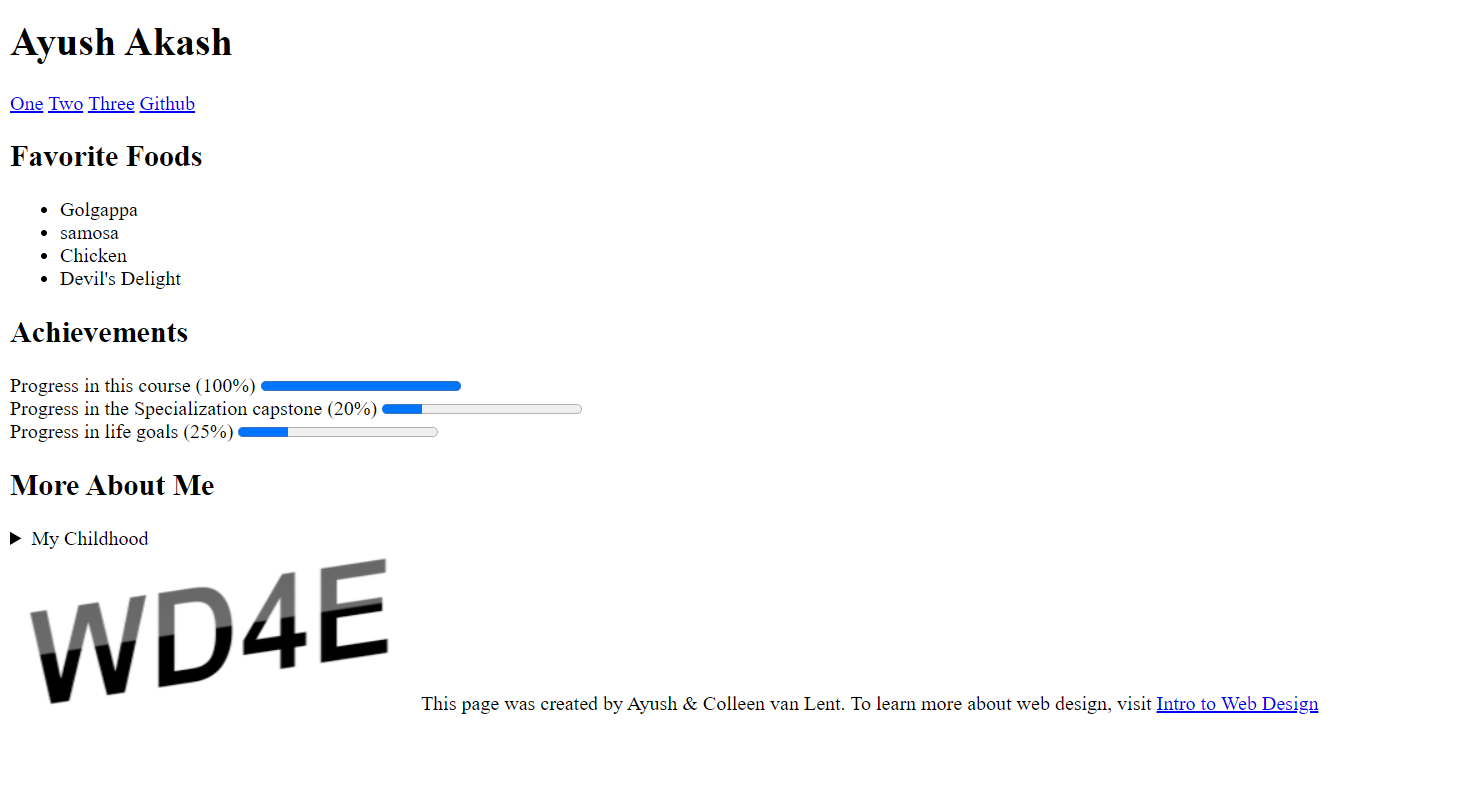 Ayush Akash
One Two Three Github
Favorite Foods
Golgappa
samosa
Chicken
Devil's Delight
Achievements
Progress in this course (100%)
Progress in the Specialization capstone (20%)
Progress in life goals (25%)
More About Me
My Childhood
WD4E
This page was created by Ayush & Colleen van Lent. To learn more about web design, visit Intro to Web Design